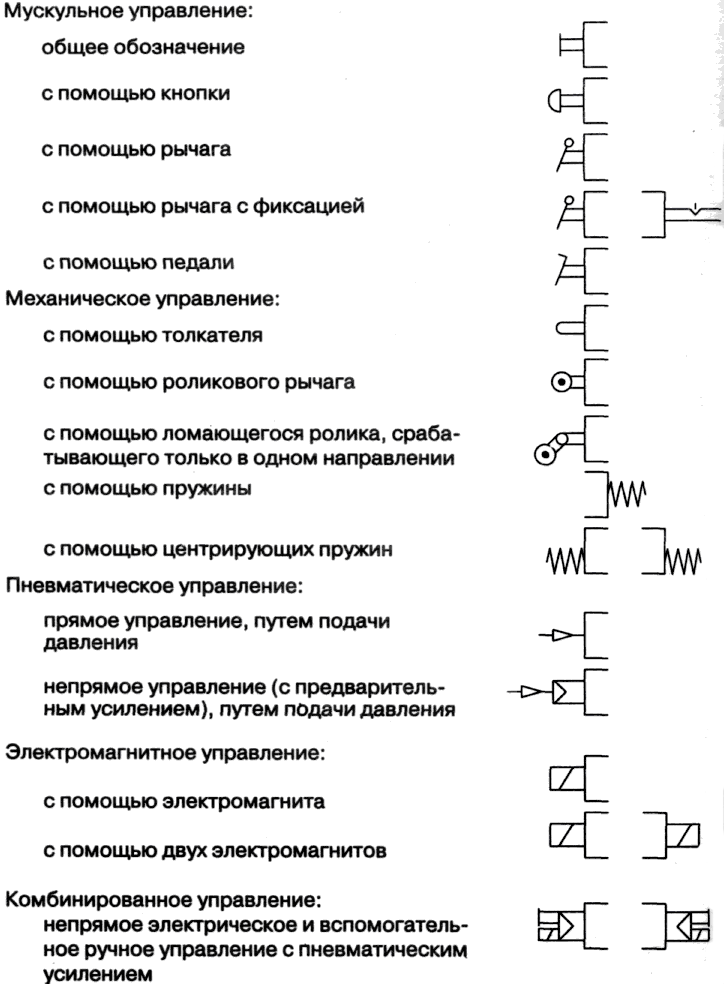 Мускульное управление:
общее обозначение
с помощью кнопки
с помощью рычага
с помощью рычага с фиксацией
с помощью педали
Механическое управление:
с помощью толкателя
с помощью роликового рычага
с помощью ломающегося ролика, сраба-
тывающего только в одном направлении
с помощью пружины
с помощью центрирующих пружин
Пневматическое управление:
прямое управление, путем подачи
давления
непрямое управление (с предваритель-
ным усилением), путем подачи давления
Электромагнитное управление:
с помощью электромагнита
с помощью двух электромагнитов
Комбинированное управление:
непрямое электрическое и вспомогатель-
ное ручное управление с пневматическим
усилением